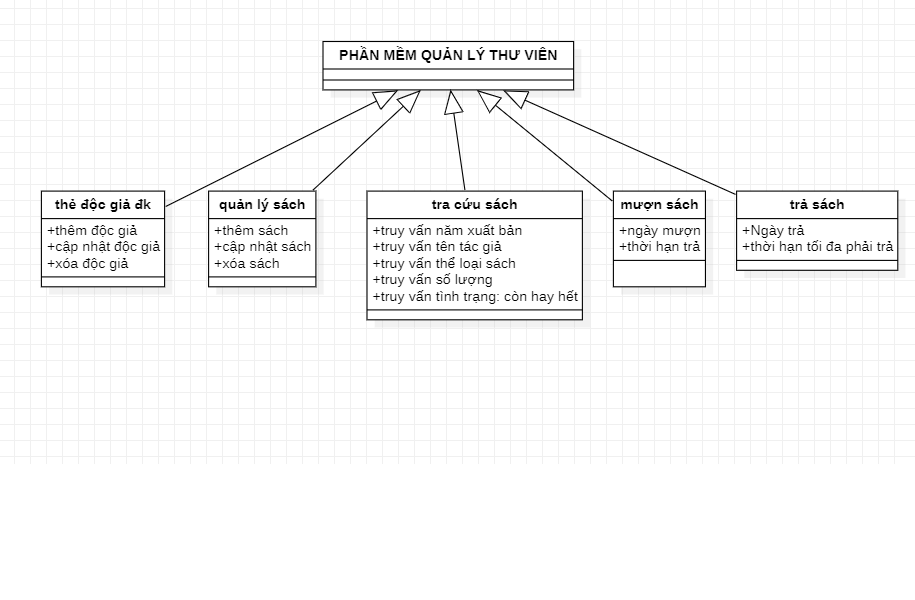 PHẦN MỀM QUẢN LÝ THƯ VIÊN
thẻ độc giả đk
+thêm độc giả
+cập nhật độc giả
+xóa độc giả
quản lý sách
+thêm sách
+cập nhật sách
+xóa sách
tra cứu sách
+truy vấn năm xuất bản
+truy vấn tên tác giả
+truy vấn thể loại sách
+truy vấn số lượng
+truy vấn tình trạng: còn hay hết
mượn sách
+ngày mượn
+thời hạn trả
trả sách
+Ngày trả
+thời hạn tối đa phải trả